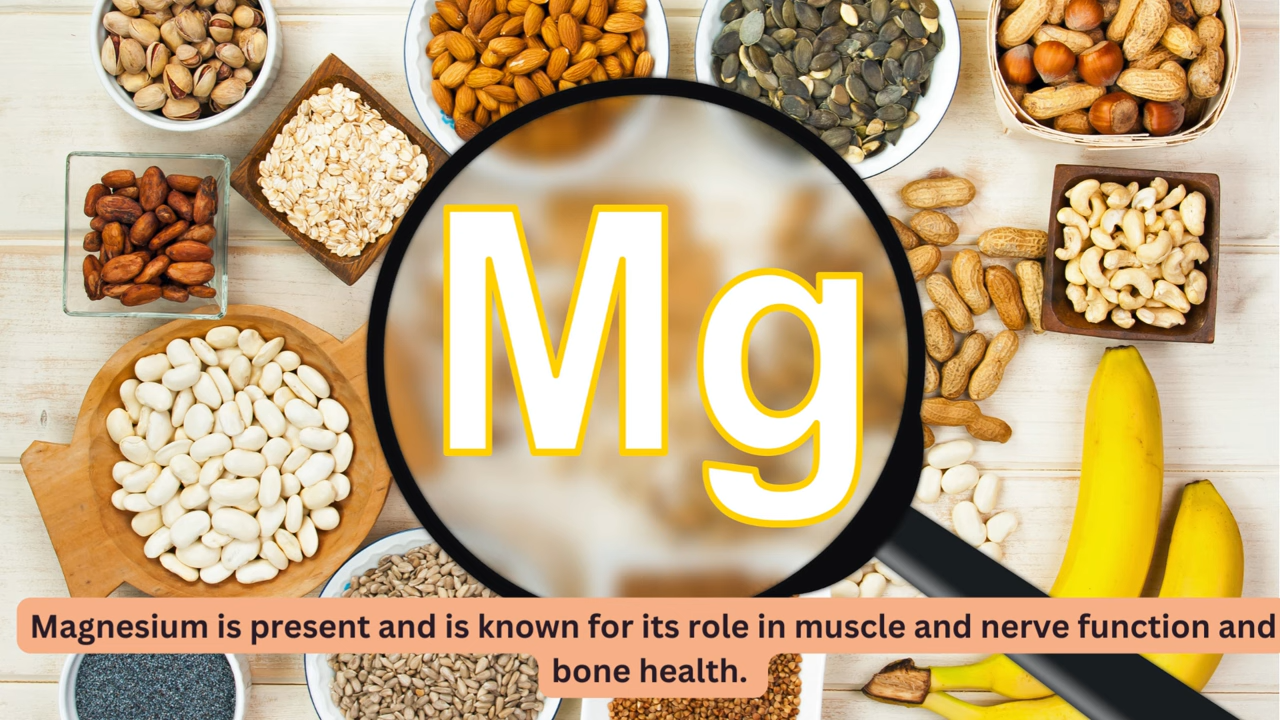 Mg
Magnesium is present and is known for its role in muscle and nerve function and
bone health.